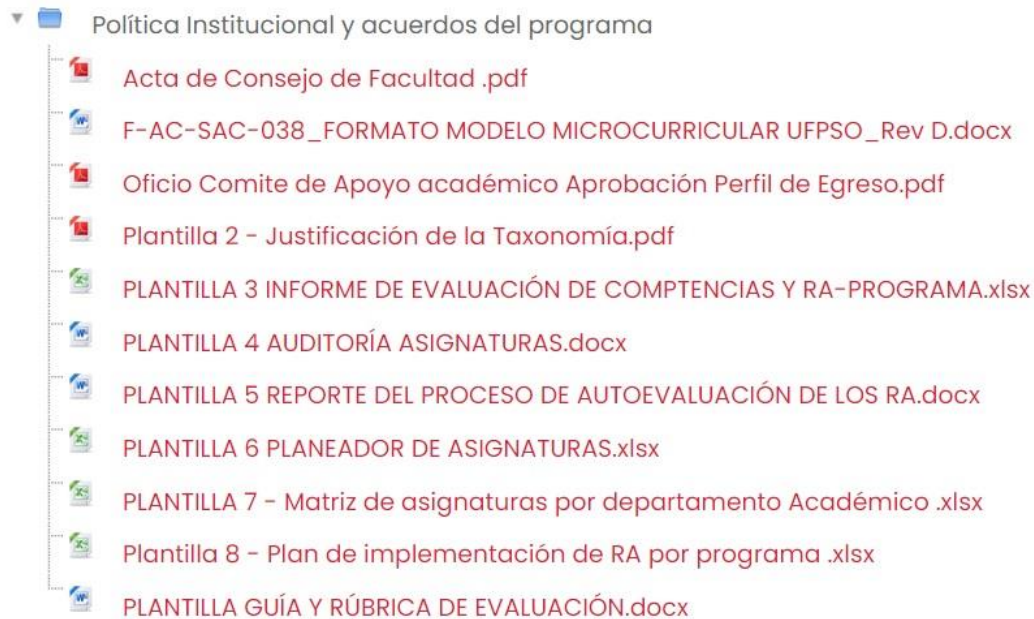 Política Institucional y acuerdos del programa
Acta de Consejo de Facultad .pdf
F-AC-SAC-038_FORMATO MODELO MICROCURRICULAR UFPSO_Rev D.docx
Oficio Comite de Apoyo académico Aprobación Perfil de Egreso.pdf
Plantilla 2 - Justificación de la Taxonomía.pdf
PLANTILLA 3 INFORME DE EVALUACIÓN DE COMPTENCIAS Y RA-PROGRAMA.xlsx
PLANTILLA 4 AUDITORÍA ASIGNATURAS.docx
PLANTILLA 5 REPORTE DEL PROCESO DE AUTOEVALUACIÓN DE LOS RA.docx
PLANTILLA 6 PLANEADOR DE ASIGNATURAS.xlsx
PLANTILLA 7 - Matriz de asignaturas por departamento Académico .xlsx
Plantilla 8 - Plan de implementación de RA por programa .xlsx
PLANTILLA GUÍA Y RÚBRICA DE EVALUACIÓN.docx